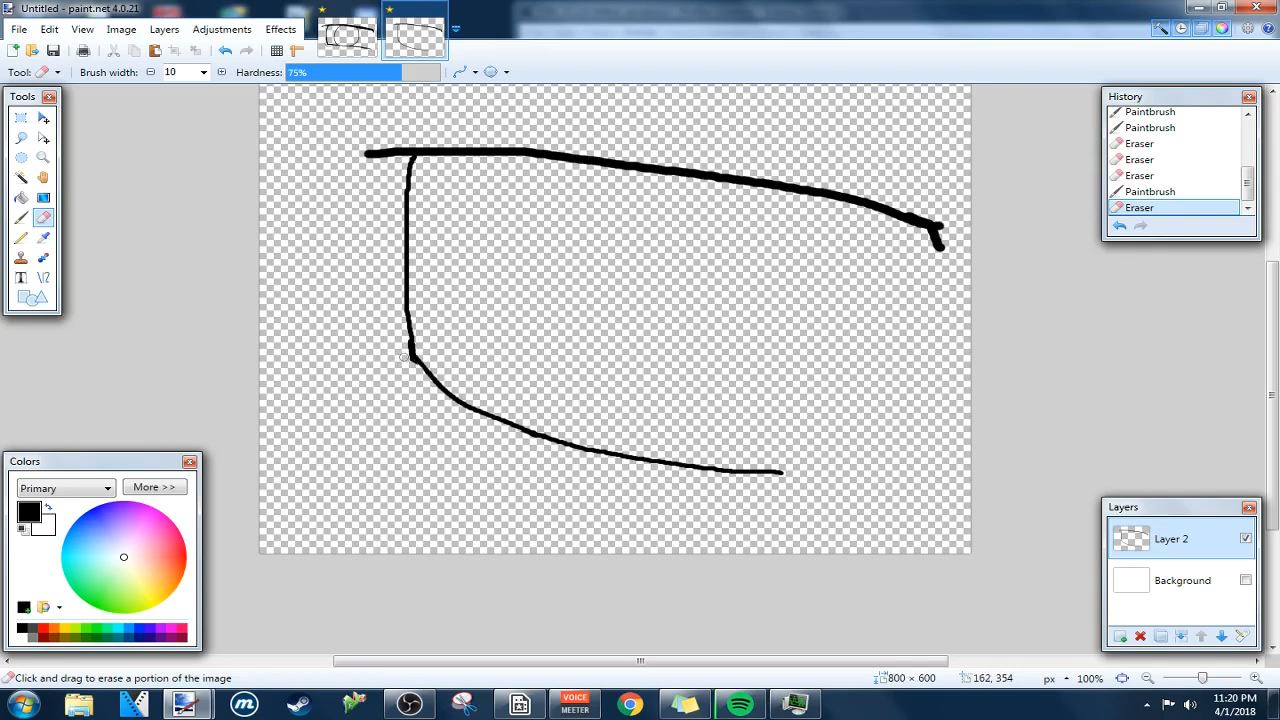 Untitled - paint.net 4.0.21
File Edit View Image Layers Adjustments Effects
Tool: Brush width: 10 Hardness: 75%
Tools
T
History
Paintbrush
Paintbrush
Eraser
Eraser
Eraser
Paintbrush
Eraser
Colors
Primary More >>
Layers
Layer 2
Background
Click and drag to erase a portion of the image 800 × 600 162, 354 px 100%
VOICE
MEETER
11:20 PM
4/1/2018